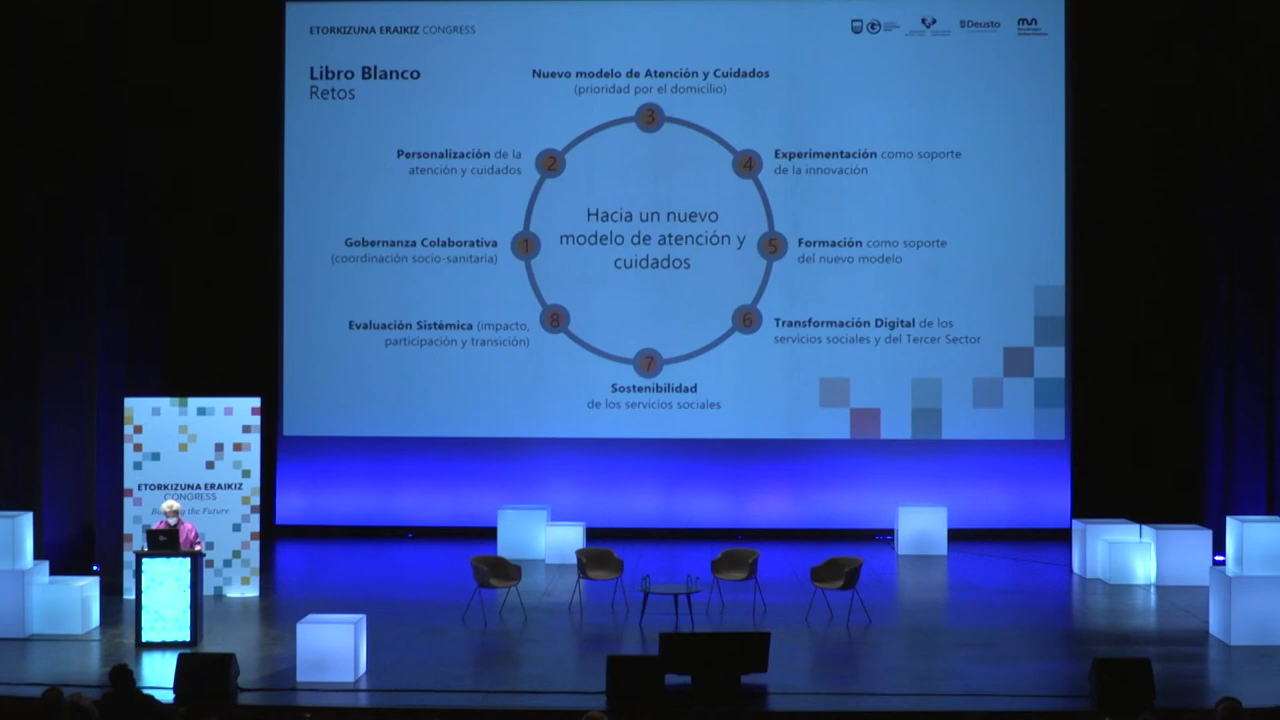 ETORKIZUNA ERAIKIZ CONGRESS
Deusto
Libro Blanco
Retos
Nuevo modelo de Atención y Cuidados
(prioridad por el domicilio)
3
Personalización de la
atención y cuidados
2
4
Experimentación como soporte
de la innovación
Hacia un nuevo
modelo de atención y
cuidados
Gobernanza Colaborativa
(coordinación socio-sanitaria)
1
5
Formación como soporte
del nuevo modelo
Evaluación Sistémica (impacto,
participación y transición)
8
6
Transformación Digital de los
servicios sociales y del Tercer Sector
7
Sostenibilidad
de los servicios sociales
ETORKIZUNA ERAIKIZ
CONGRESS
the Future